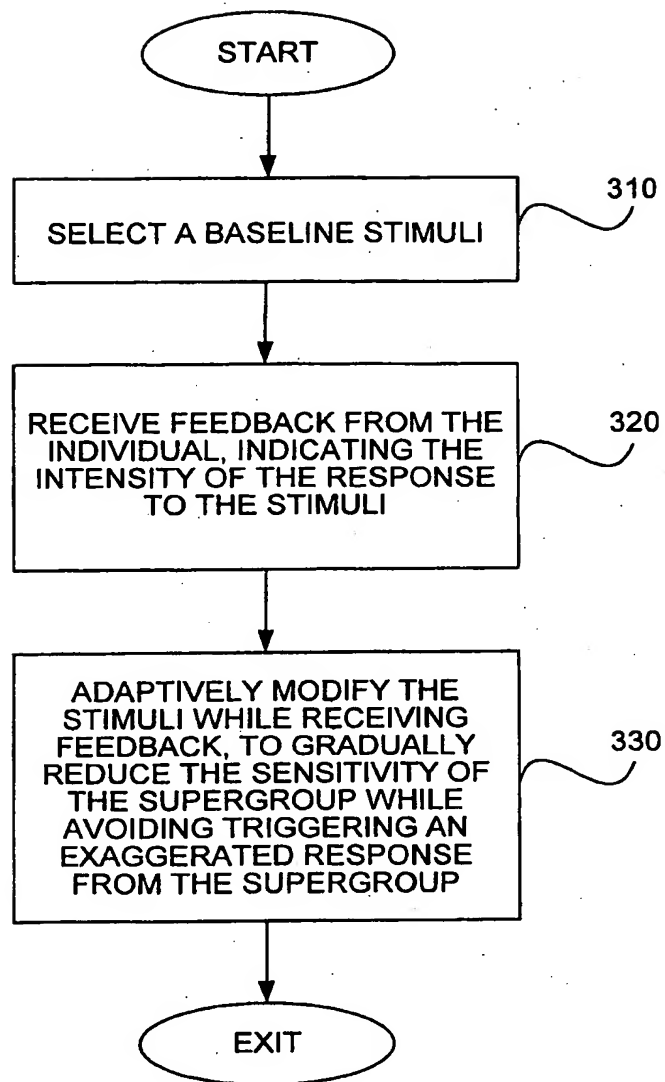 START
SELECT A BASELINE STIMULI
310
RECEIVE FEEDBACK FROM THE
INDIVIDUAL, INDICATING THE
INTENSITY OF THE RESPONSE
TO THE STIMULI
320
ADAPTIVELY MODIFY THE
STIMULI WHILE RECEIVING
FEEDBACK, TO GRADUALLY
REDUCE THE SENSITIVITY OF
THE SUPERGROUP WHILE
AVOIDING TRIGGERING AN
EXAGGERATED RESPONSE
FROM THE SUPERGROUP
330
EXIT